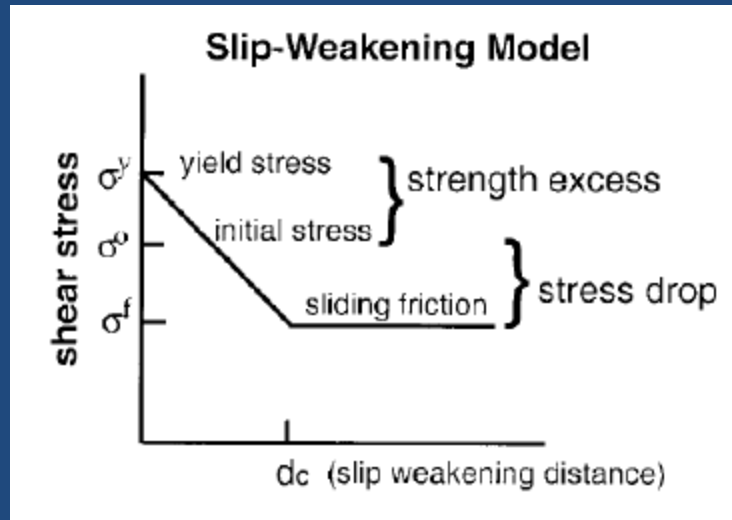 Slip-Weakening Model
shear stress
σʸ
yield stress
strength excess
σᵒ
initial stress
stress drop
σᶠ
sliding friction
dc (slip weakening distance)